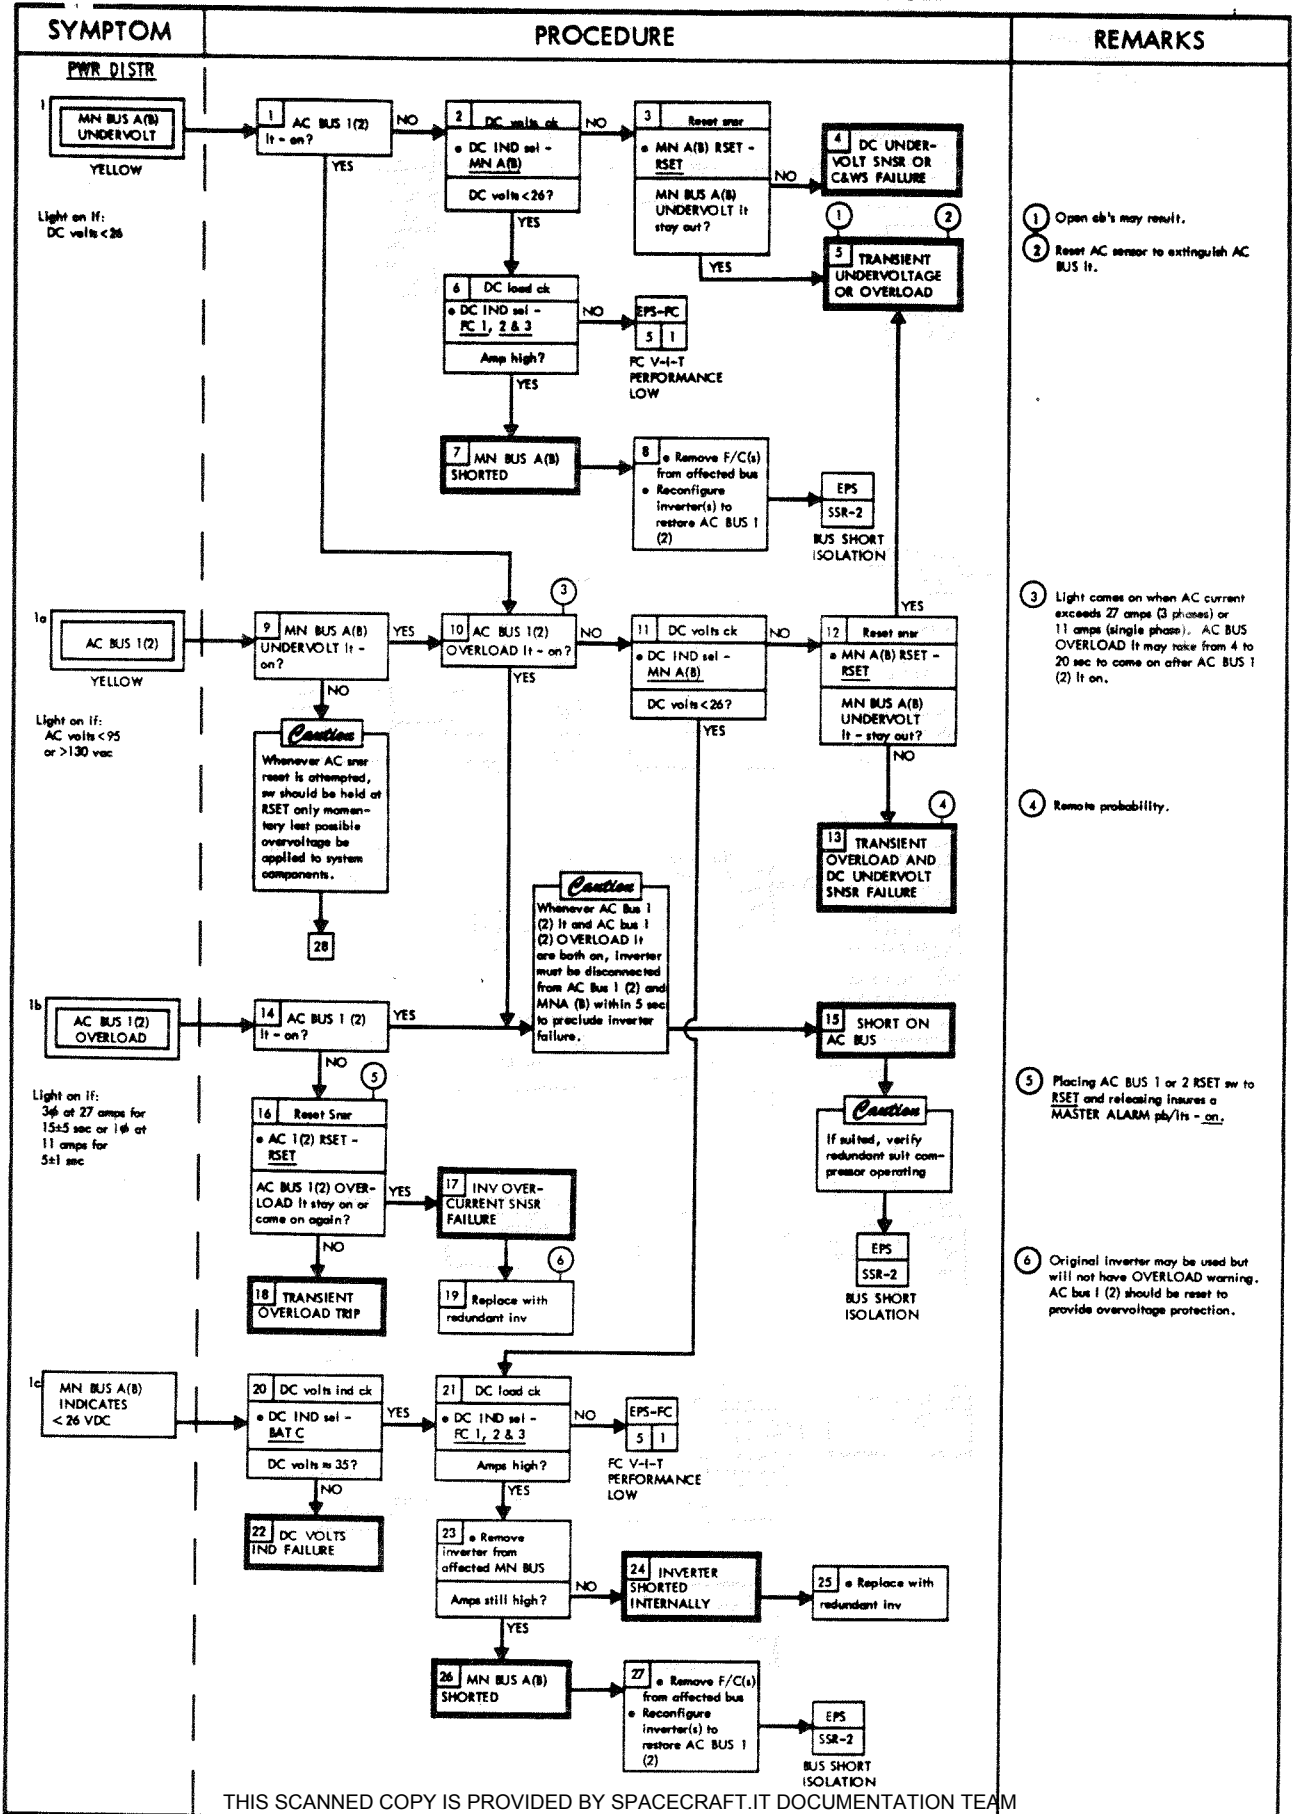 SYMPTOM
PROCEDURE
REMARKS
PWR DISTR
1
MN BUS A(B)
UNDERVOLT
YELLOW
Light on if:
DC volts <26
1 AC BUS 1(2)
lt - on?
NO
YES
2 DC volts ck
• DC IND sel -
MN A(B)
DC volts <26?
NO
YES
3 Reset snsr
• MN A(B) RSET -
RSET
MN BUS A(B)
UNDERVOLT lt
stay out?
NO
YES
4 DC UNDER-
VOLT SNSR OR
C&WS FAILURE
1
2
5 TRANSIENT
UNDERVOLTAGE
OR OVERLOAD
1 Open cb's may result.
2 Reset AC sensor to extinguish AC
BUS lt.
6 DC load ck
• DC IND sel -
FC 1, 2 & 3
Amp high?
NO
YES
EPS-FC
5 1
FC V-I-T
PERFORMANCE
LOW
7 MN BUS A(B)
SHORTED
8 • Remove F/C(s)
from affected bus
• Reconfigure
inverter(s) to
restore AC BUS 1
(2)
EPS
SSR-2
BUS SHORT
ISOLATION
1a
AC BUS 1(2)
YELLOW
Light on if:
AC volts <95
or >130 vac
9 MN BUS A(B)
UNDERVOLT lt -
on?
YES
NO
3
10 AC BUS 1(2)
OVERLOAD lt - on?
NO
YES
11 DC volts ck
• DC IND sel -
MN A(B)
DC volts <26?
NO
YES
12 Reset snsr
• MN A(B) RSET -
RSET
MN BUS A(B)
UNDERVOLT
lt - stay out?
YES
NO
3 Light comes on when AC current
exceeds 27 amps (3 phases) or
11 amps (single phase). AC BUS
OVERLOAD lt may take from 4 to
20 sec to come on after AC BUS 1
(2) lt on.
Caution
Whenever AC snsr
reset is attempted,
sw should be held at
RSET only momen-
tary lest possible
overvoltage be
applied to system
components.
28
4
13 TRANSIENT
OVERLOAD AND
DC UNDERVOLT
SNSR FAILURE
4 Remote probability.
Caution
Whenever AC Bus 1
(2) lt and AC bus 1
(2) OVERLOAD lt
are both on, inverter
must be disconnected
from AC Bus 1 (2) and
MNA (B) within 5 sec
to preclude inverter
failure.
1b
AC BUS 1(2)
OVERLOAD
Light on if:
3ϕ at 27 amps for
15±5 sec or 1ϕ at
11 amps for
5±1 sec
14 AC BUS 1 (2)
lt - on?
YES
NO
15 SHORT ON
AC BUS
Caution
If suited, verify
redundant suit com-
pressor operating
EPS
SSR-2
BUS SHORT
ISOLATION
5
16 Reset Snsr
• AC 1(2) RSET -
RSET
AC BUS 1(2) OVER-
LOAD lt stay on or
came on again?
YES
NO
17 INV OVER-
CURRENT SNSR
FAILURE
18 TRANSIENT
OVERLOAD TRIP
6
19 Replace with
redundant inv
5 Placing AC BUS 1 or 2 RSET sw to
RSET and releasing insures a
MASTER ALARM pb/lts - on.
6 Original inverter may be used but
will not have OVERLOAD warning.
AC bus 1 (2) should be reset to
provide overvoltage protection.
1c
MN BUS A(B)
INDICATES
< 26 VDC
20 DC volts ind ck
• DC IND sel -
BAT C
DC volts ≈ 35?
YES
NO
21 DC load ck
• DC IND sel -
FC 1, 2 & 3
Amps high?
NO
YES
EPS-FC
5 1
FC V-I-T
PERFORMANCE
LOW
22 DC VOLTS
IND FAILURE
23 • Remove
inverter from
affected MN BUS
Amps still high?
NO
YES
24 INVERTER
SHORTED
INTERNALLY
25 • Replace with
redundant inv
26 MN BUS A(B)
SHORTED
27 • Remove F/C(s)
from affected bus
• Reconfigure
inverter(s) to
restore AC BUS 1
(2)
EPS
SSR-2
BUS SHORT
ISOLATION
THIS SCANNED COPY IS PROVIDED BY SPACECRAFT.IT DOCUMENTATION TEAM